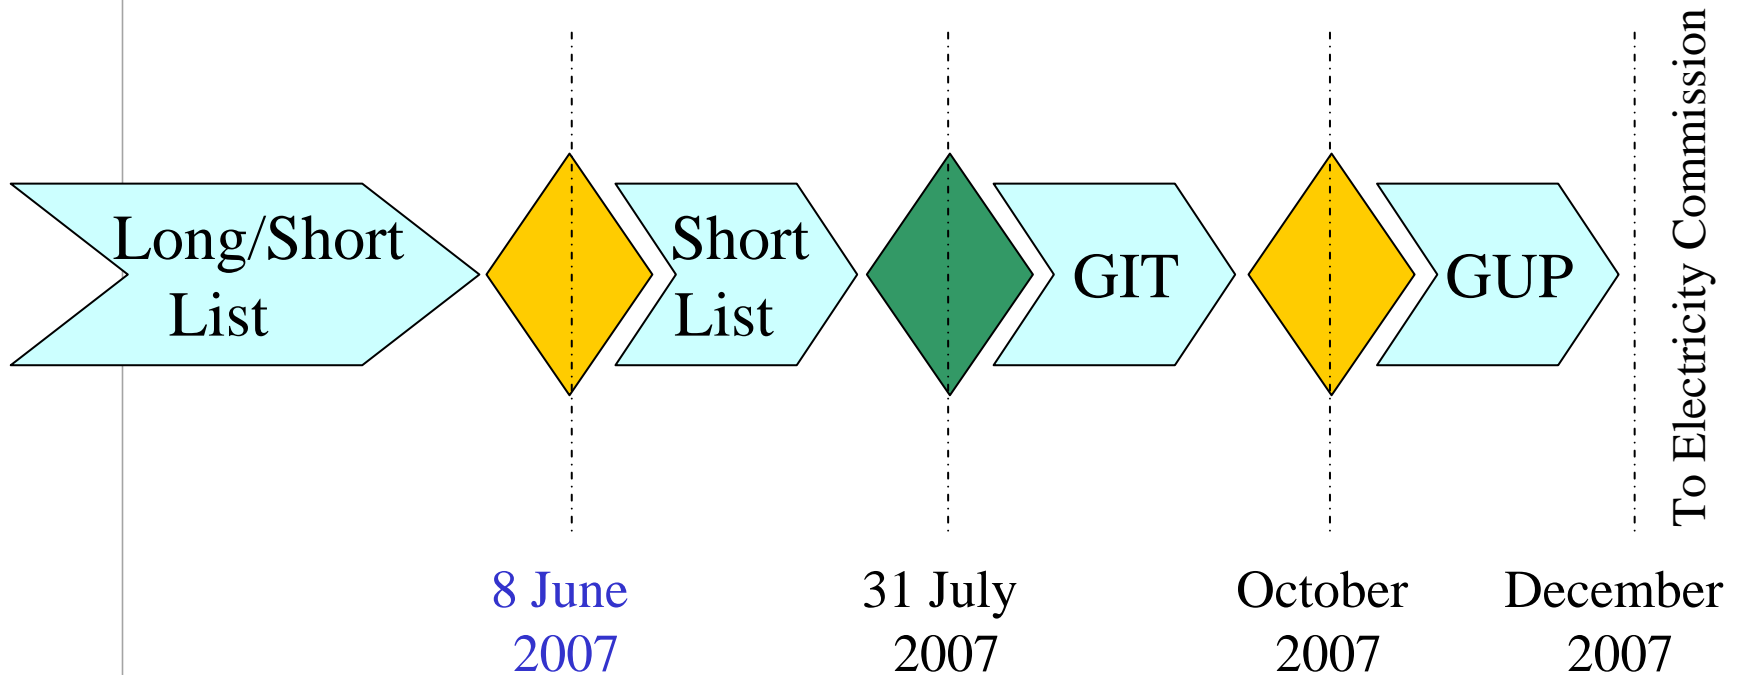 Long/Short
List
Short
List
GIT
GUP
To Electricity Commission
8 June
2007
31 July
2007
October
2007
December
2007